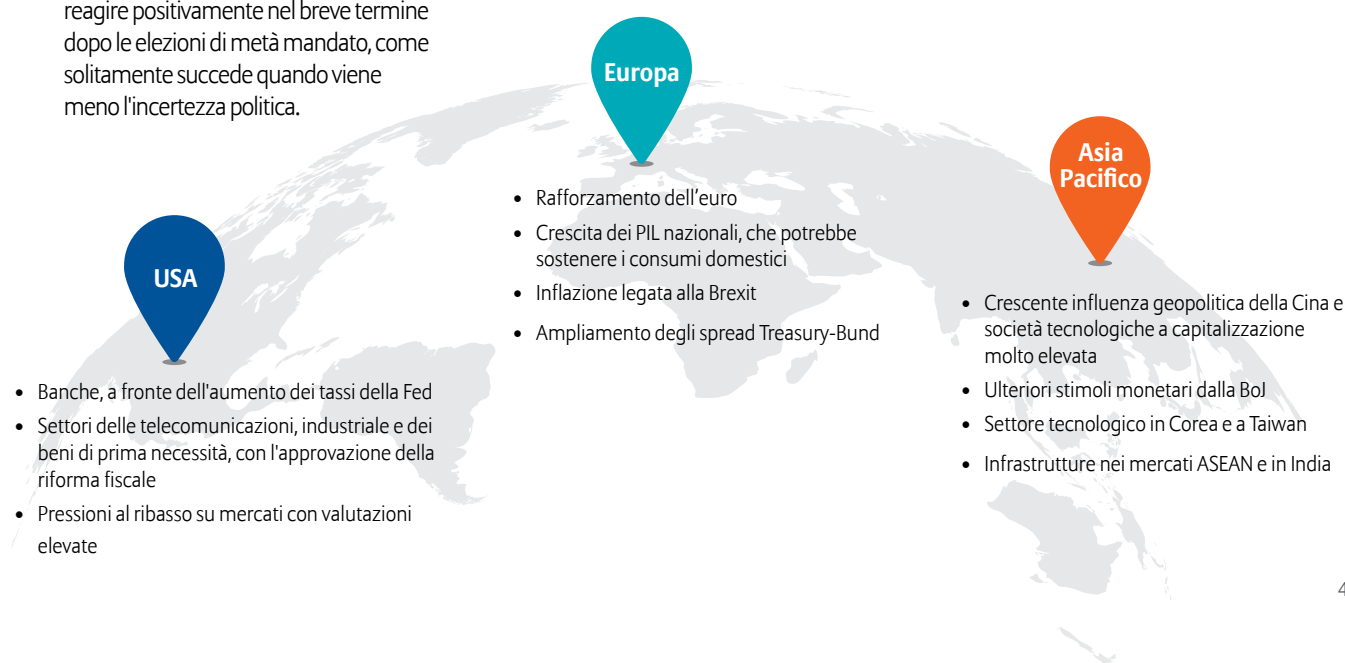 reagire positivamente nel breve termine
dopo le elezioni di metà mandato, come
solitamente succede quando viene
meno l'incertezza politica.
Europa
• Rafforzamento dell’euro
• Crescita dei PIL nazionali, che potrebbe
sostenere i consumi domestici
• Inflazione legata alla Brexit
• Ampliamento degli spread Treasury-Bund
Asia
Pacifico
• Crescente influenza geopolitica della Cina e
società tecnologiche a capitalizzazione
molto elevata
• Ulteriori stimoli monetari dalla BoJ
• Settore tecnologico in Corea e a Taiwan
• Infrastrutture nei mercati ASEAN e in India
USA
• Banche, a fronte dell'aumento dei tassi della Fed
• Settori delle telecomunicazioni, industriale e dei
beni di prima necessità, con l'approvazione della
riforma fiscale
• Pressioni al ribasso su mercati con valutazioni
elevate
4